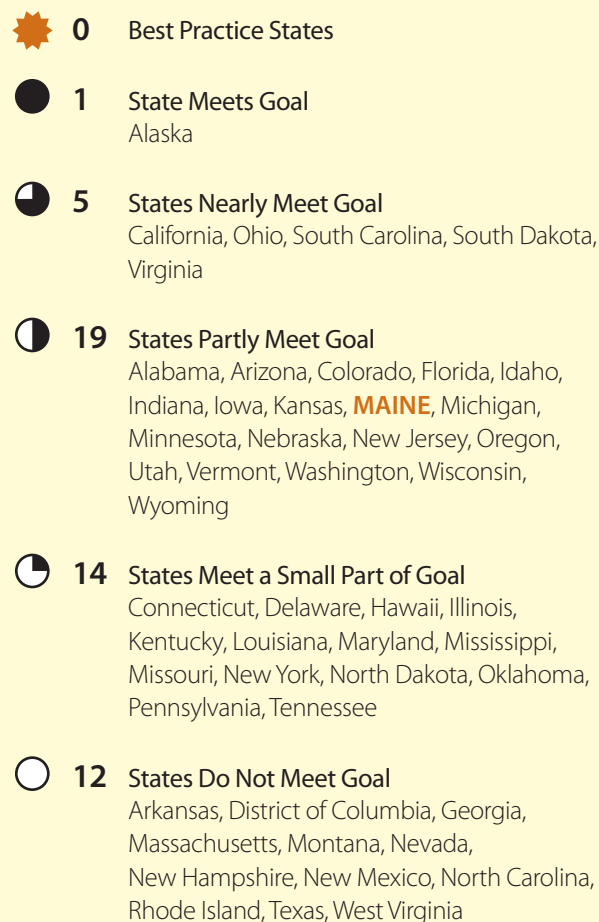 0 Best Practice States
1 State Meets Goal
Alaska
5 States Nearly Meet Goal
California, Ohio, South Carolina, South Dakota,
Virginia
19 States Partly Meet Goal
Alabama, Arizona, Colorado, Florida, Idaho,
Indiana, Iowa, Kansas, MAINE, Michigan,
Minnesota, Nebraska, New Jersey, Oregon,
Utah, Vermont, Washington, Wisconsin,
Wyoming
14 States Meet a Small Part of Goal
Connecticut, Delaware, Hawaii, Illinois,
Kentucky, Louisiana, Maryland, Mississippi,
Missouri, New York, North Dakota, Oklahoma,
Pennsylvania, Tennessee
12 States Do Not Meet Goal
Arkansas, District of Columbia, Georgia,
Massachusetts, Montana, Nevada,
New Hampshire, New Mexico, North Carolina,
Rhode Island, Texas, West Virginia